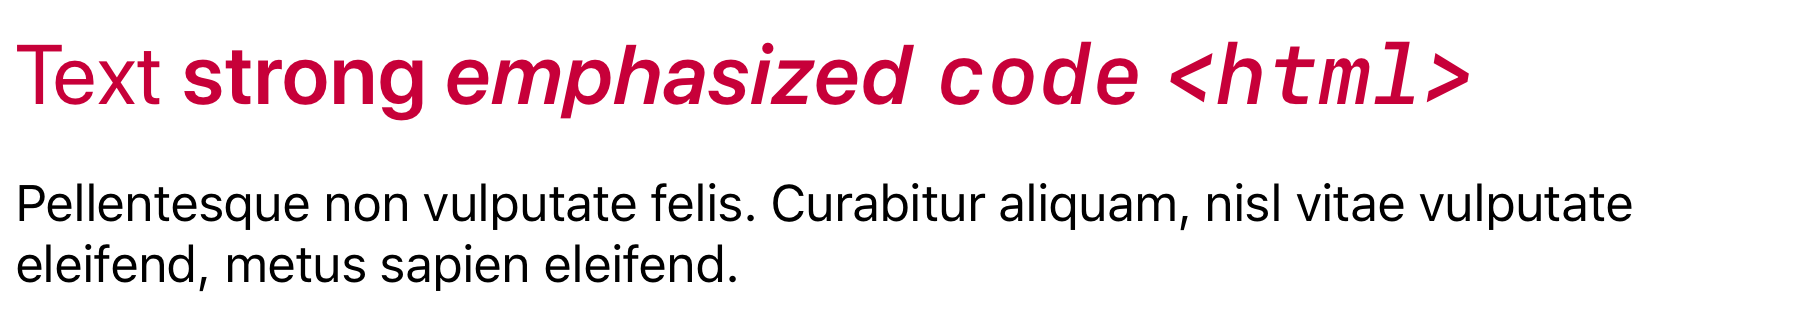 Text strong emphasized code <html>
Pellentesque non vulputate felis. Curabitur aliquam, nisl vitae vulputate
eleifend, metus sapien eleifend.